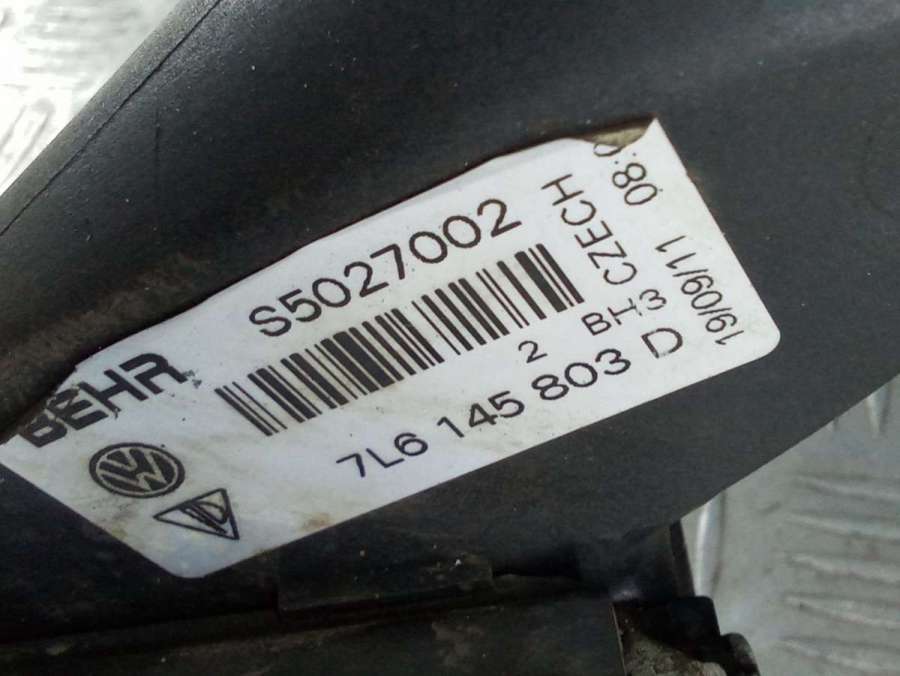 BEHR
S5027002
2 BH3 CZECH
7L6 145 803 D
19/09/11
08: